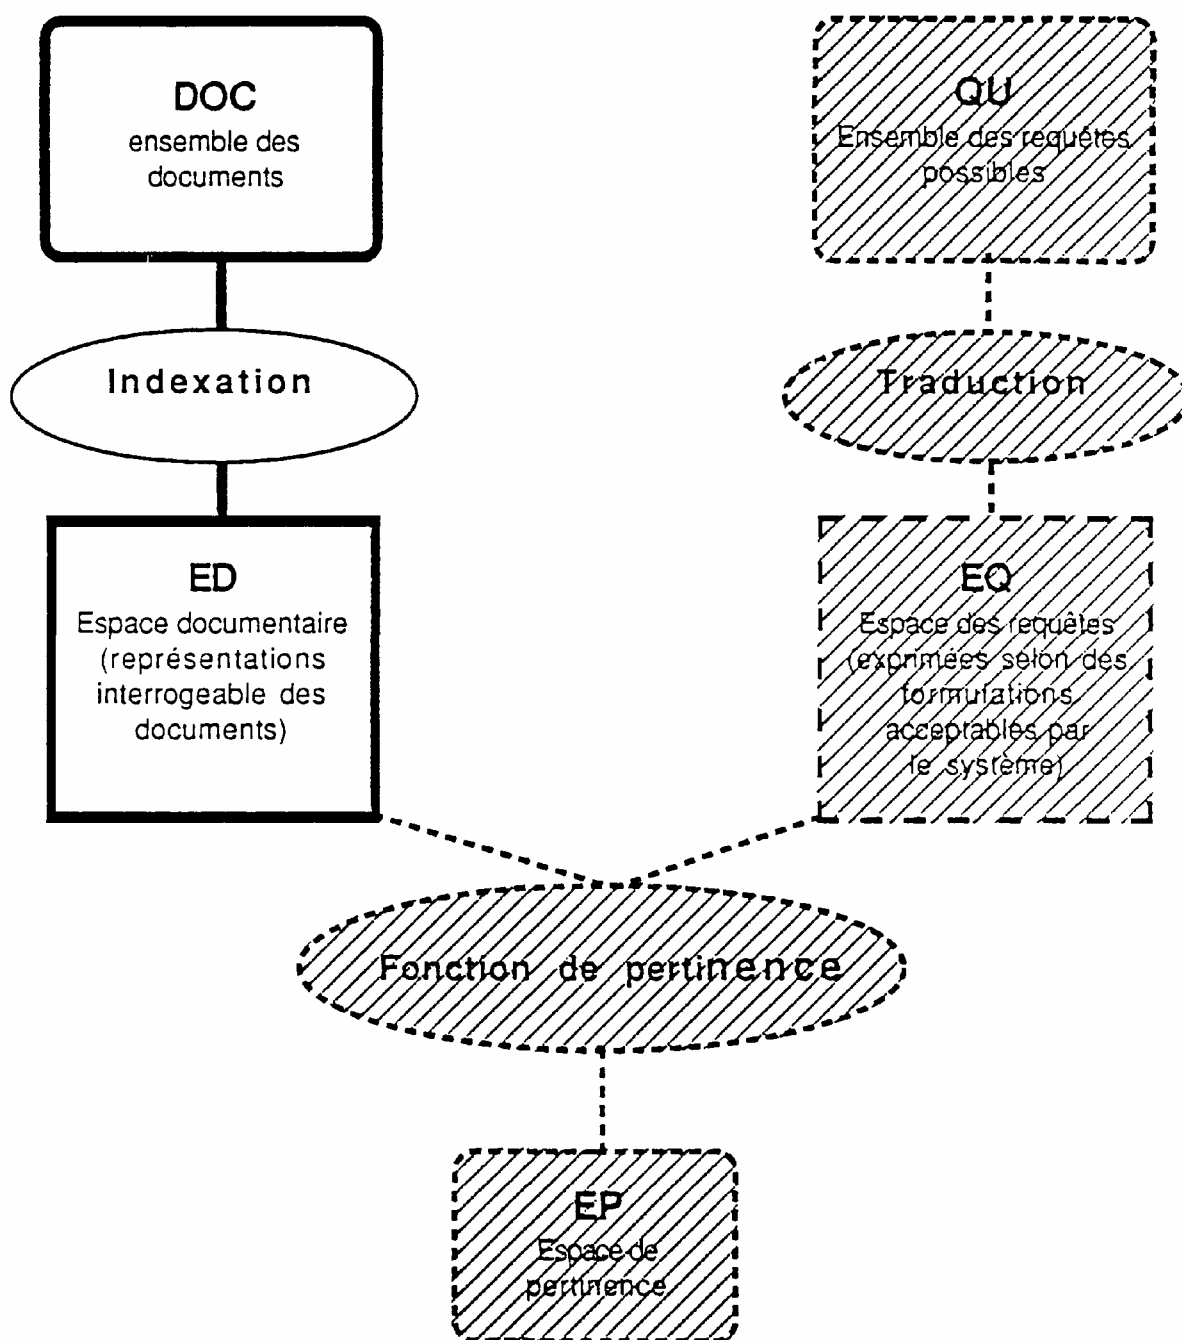 DOC
ensemble des
documents
QU
Ensemble des requêtes
possibles
Indexation
Traduction
ED
Espace documentaire
(représentations
interrogeable des
documents)
EQ
Espace des requêtes
(exprimées selon des
formulations
acceptables par
le système)
Fonction de pertinence
EP
Espace de
pertinence